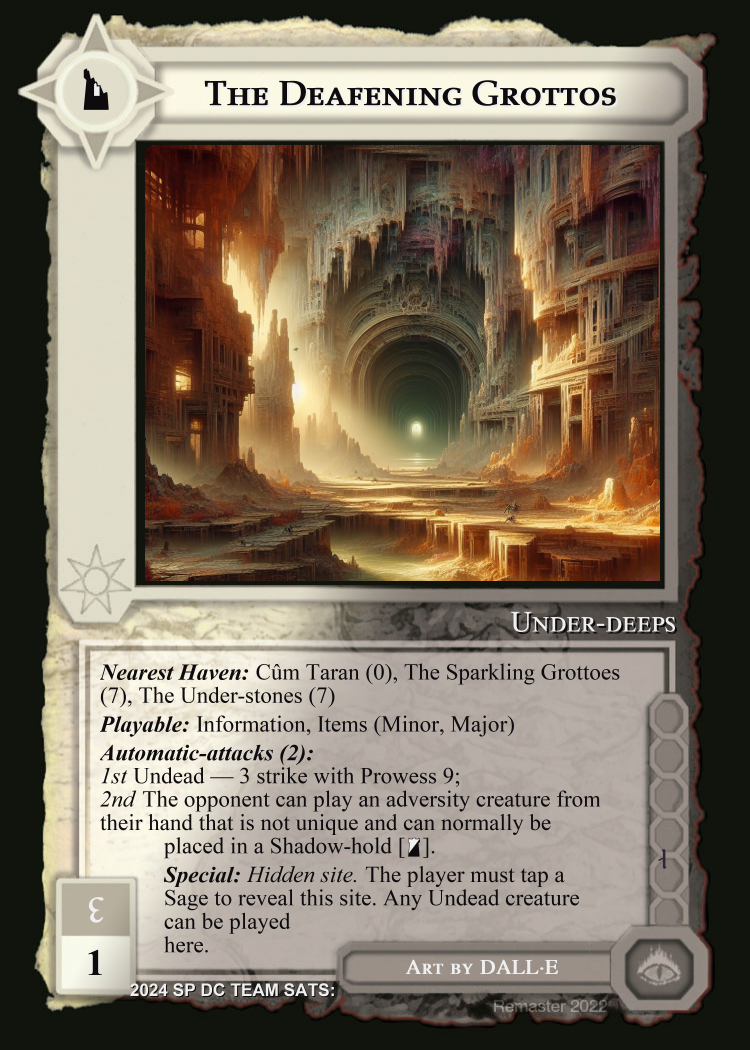 The Deafening Grottos
Under-deeps
Nearest Haven: Cûm Taran (0), The Sparkling Grottoes
(7), The Under-stones (7)
Playable: Information, Items (Minor, Major)
Automatic-attacks (2):
1st Undead — 3 strike with Prowess 9;
2nd The opponent can play an adversity creature from
their hand that is not unique and can normally be
placed in a Shadow-hold [ ].
Special: Hidden site. The player must tap a
Sage to reveal this site. Any Undead creature
can be played
here.
ε
1
Art by DALL·E
2024 SP DC TEAM SATS:
Remaster 2022